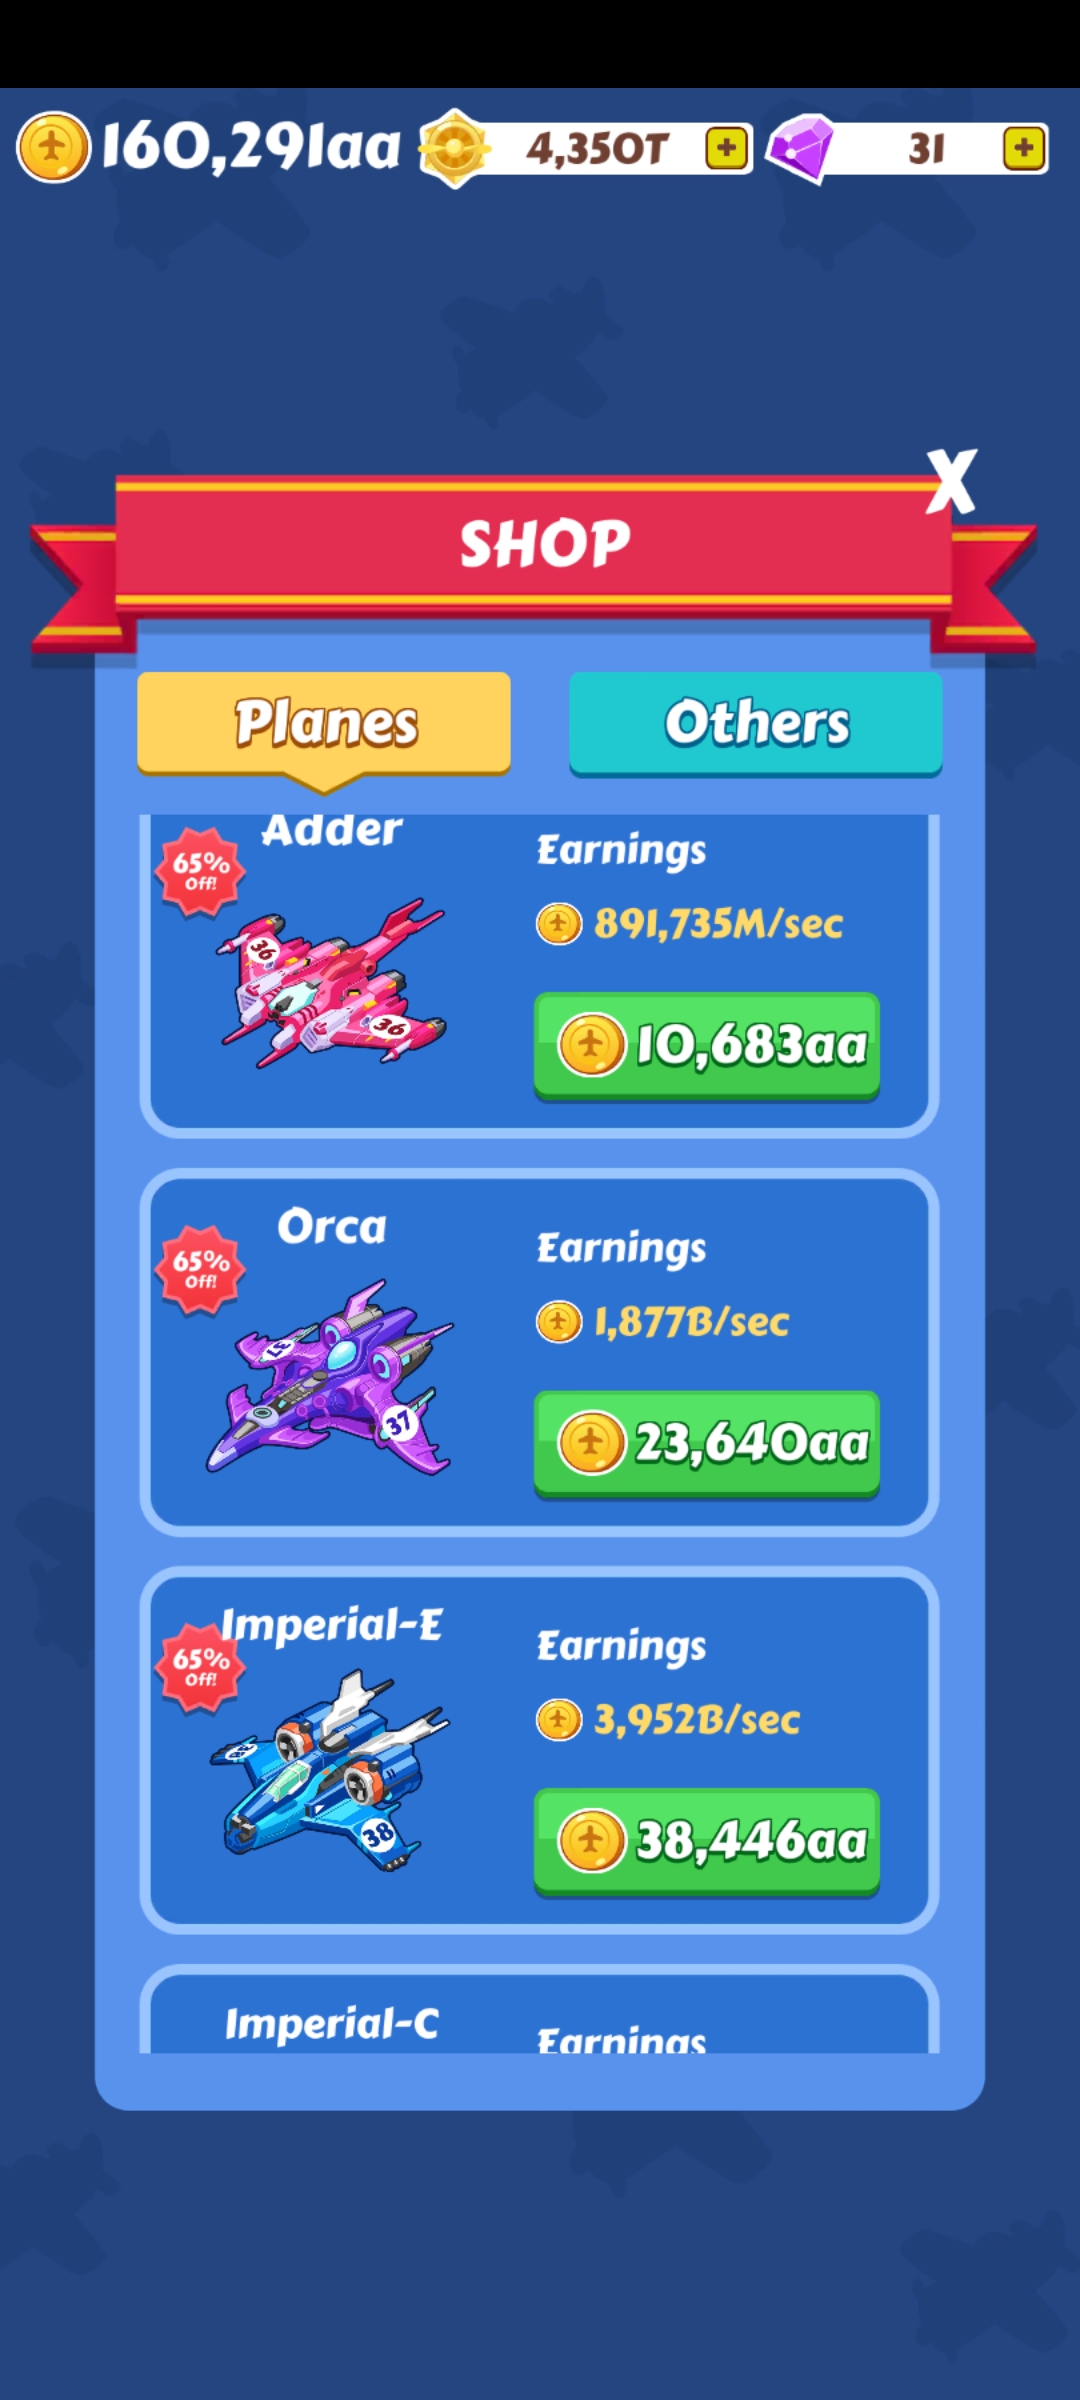 160,291aa 4,350T + 31 +
X
SHOP
Planes Others
Adder
65%
Off!
Earnings
891,735M/sec
36
36
10,683aa
Orca
65%
Off!
Earnings
1,877B/sec
37
37
23,640aa
Imperial-E
65%
Off!
Earnings
3,952B/sec
38
38
38,446aa
Imperial-C
Earnings